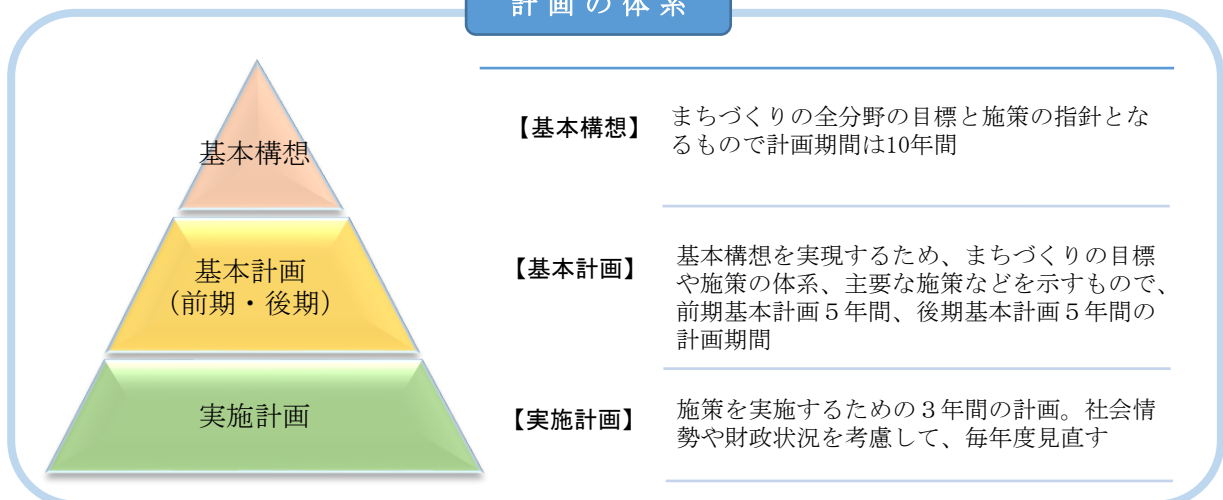 計画の体系
基本構想
基本計画
(前期・後期)
実施計画
【基本構想】
まちづくりの全分野の目標と施策の指針とな
るもので計画期間は10年間
【基本計画】
基本構想を実現するため、まちづくりの目標
や施策の体系、主要な施策などを示すもので、
前期基本計画５年間、後期基本計画５年間の
計画期間
【実施計画】
施策を実施するための３年間の計画。社会情
勢や財政状況を考慮して、毎年度見直す